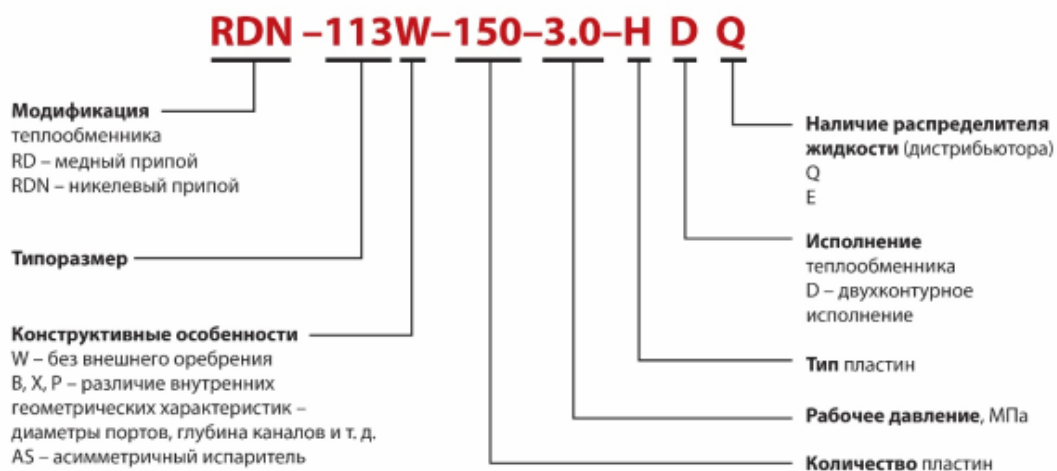 RDN –113W–150–3.0–H D Q
Модификация
теплообменника
RD – медный припой
RDN – никелевый припой
Типоразмер
Конструктивные особенности
W – без внешнего оребрения
B, X, P – различие внутренних
геометрических характеристик –
диаметры портов, глубина каналов и т. д.
AS – асимметричный испаритель
Наличие распределителя
жидкости (дистрибьютора)
Q
E
Исполнение
теплообменника
D – двухконтурное
исполнение
Тип пластин
Рабочее давление, МПа
Количество пластин